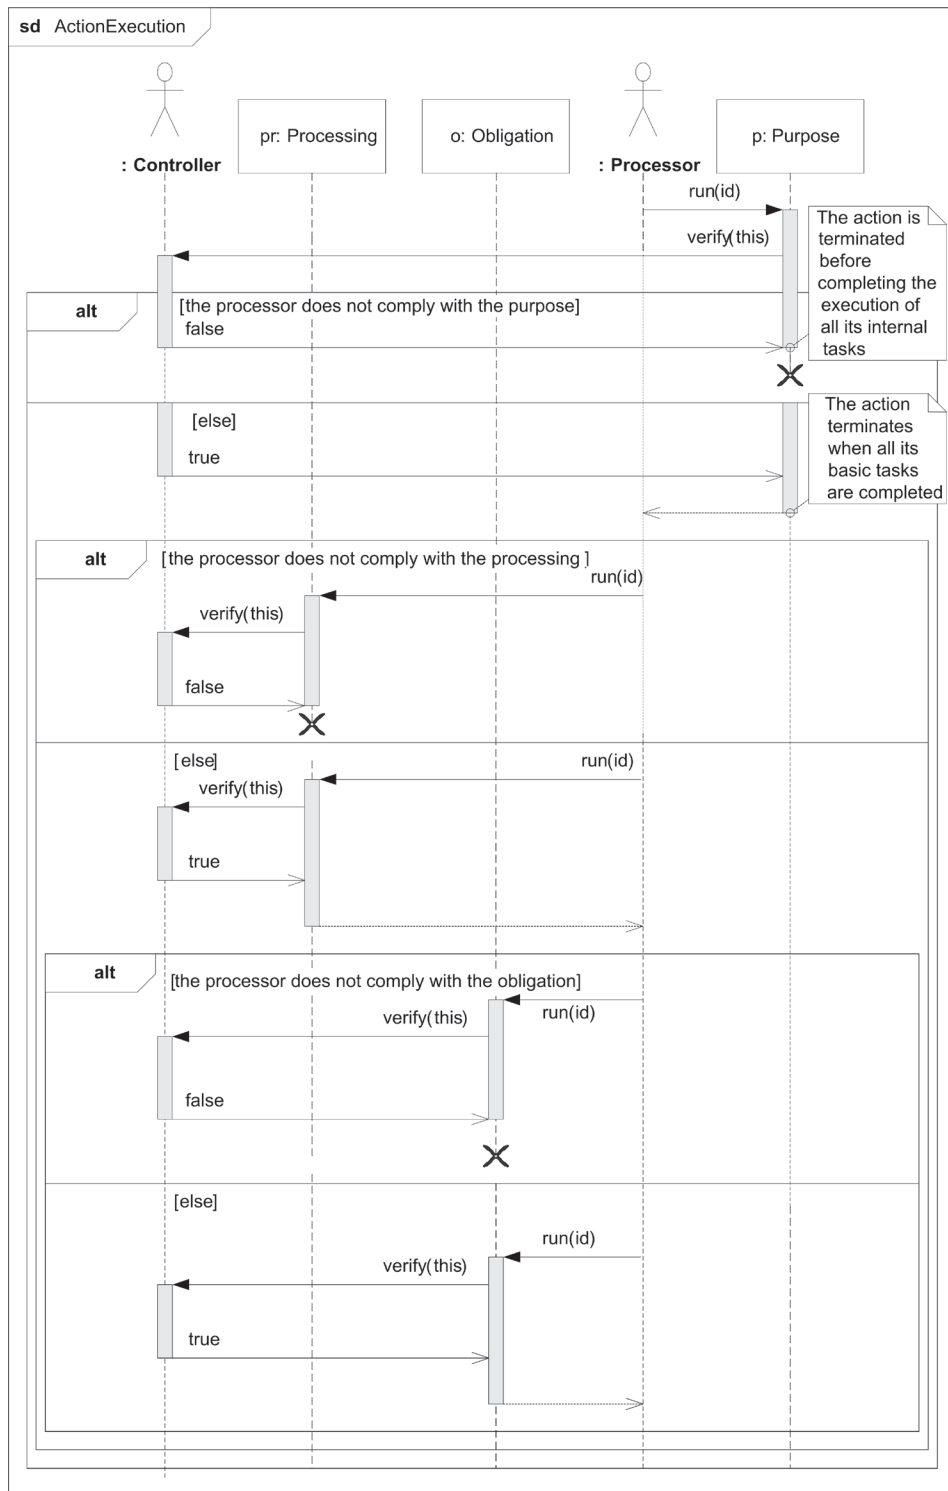 sd ActionExecution
pr: Processing
o: Obligation
p: Purpose
: Controller
: Processor
run(id)
The action is
terminated
before
completing the
execution of
all its internal
tasks
verify(this)
alt
[the processor does not comply with the purpose]
false
The action
terminates
when all its
basic tasks
are completed
[else]
true
alt
[the processor does not comply with the processing ]
run(id)
verify(this)
false
[else]
run(id)
verify(this)
true
alt
[the processor does not comply with the obligation]
run(id)
verify(this)
false
[else]
run(id)
verify(this)
true